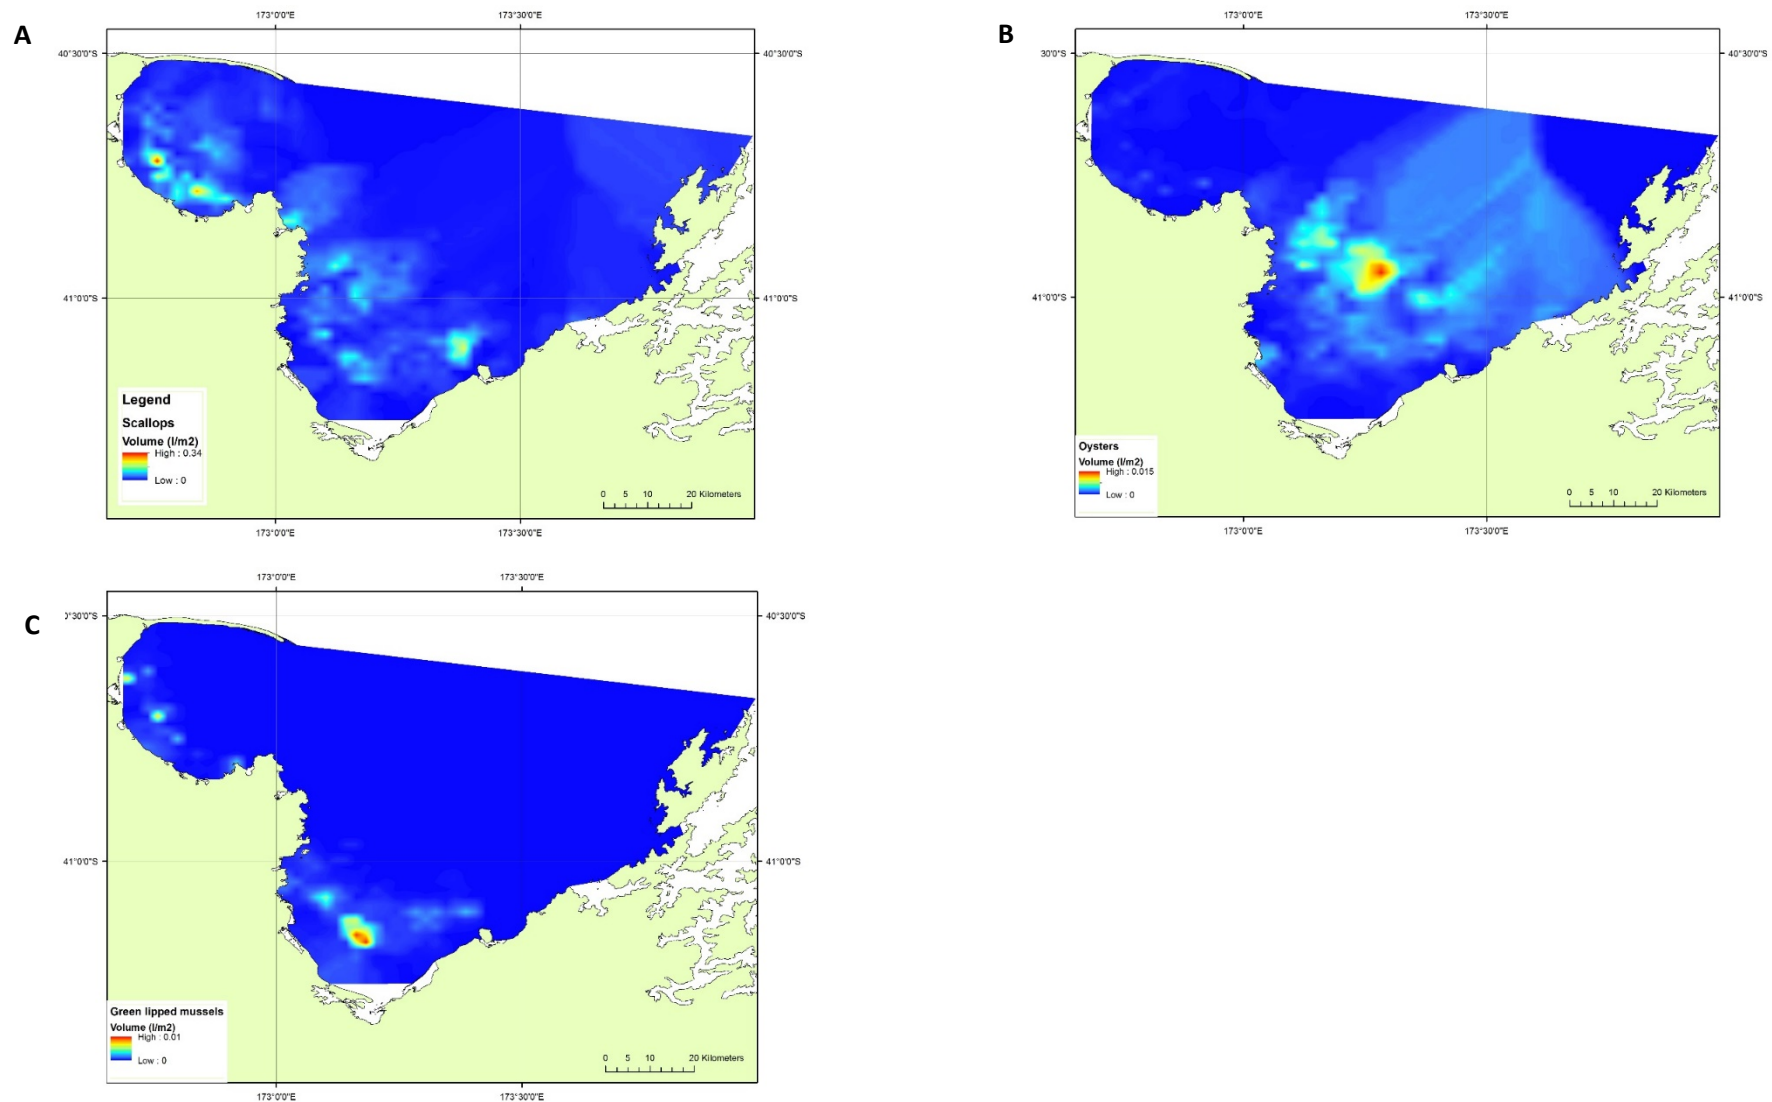 A
173°0'0"E
173°30'0"E
40°30'0"S
40°30'0"S
41°0'0"S
41°0'0"S
Legend
Scallops
Volume (l/m2)
High : 0.34
Low : 0
0 5 10 20 Kilometers
173°0'0"E
173°30'0"E
B
173°0'0"E
173°30'0"E
30'0"S
40°30'0"S
41°0'0"S
41°0'0"S
Oysters
Volume (l/m2)
High : 0.015
Low : 0
0 5 10 20 Kilometers
173°0'0"E
173°30'0"E
C
173°0'0"E
173°30'0"E
0°30'0"S
40°30'0"S
41°0'0"S
41°0'0"S
Green lipped mussels
Volume (l/m2)
High : 0.01
Low : 0
0 5 10 20 Kilometers
173°0'0"E
173°30'0"E